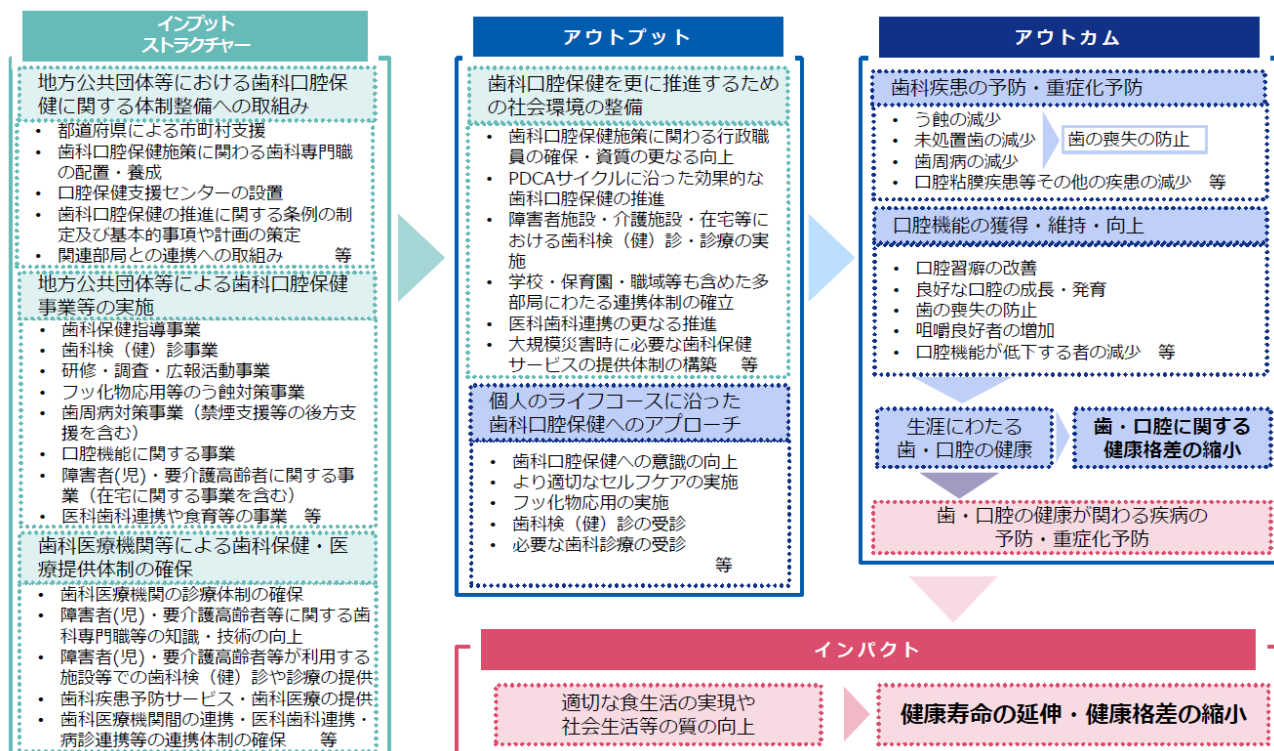 インプット
ストラクチャー
地方公共団体等における歯科口腔保
健に関する体制整備への取組み
• 都道府県による市町村支援
• 歯科口腔保健施策に関わる歯科専門職
の配置・養成
• 口腔保健支援センターの設置
• 歯科口腔保健の推進に関する条例の制
定及び基本的事項や計画の策定
• 関連部局との連携への取組み 等
地方公共団体等による歯科口腔保健
事業等の実施
• 歯科保健指導事業
• 歯科検（健）診事業
• 研修・調査・広報活動事業
• フッ化物応用等のう蝕対策事業
• 歯周病対策事業（禁煙支援等の後方支
援を含む）
• 口腔機能に関する事業
• 障害者(児)・要介護高齢者に関する事
業（在宅に関する事業を含む）
• 医科歯科連携や食育等の事業 等
歯科医療機関等による歯科保健・医
療提供体制の確保
• 歯科医療機関の診療体制の確保
• 障害者(児)・要介護高齢者等に関する歯
科専門職等の知識・技術の向上
• 障害者(児)・要介護高齢者等が利用する
施設等での歯科検（健）診や診療の提供
• 歯科疾患予防サービス・歯科医療の提供
• 歯科医療機関間の連携・医科歯科連携・
病診連携等の連携体制の確保 等
アウトプット
歯科口腔保健を更に推進するため
の社会環境の整備
• 歯科口腔保健施策に関わる行政職
員の確保・資質の更なる向上
• PDCAサイクルに沿った効果的な
歯科口腔保健の推進
• 障害者施設・介護施設・在宅等に
おける歯科検（健）診・診療の実
施
• 学校・保育園・職域等も含めた多
部局にわたる連携体制の確立
• 医科歯科連携の更なる推進
• 大規模災害時に必要な歯科保健
サービスの提供体制の構築 等
個人のライフコースに沿った
歯科口腔保健へのアプローチ
• 歯科口腔保健への意識の向上
• より適切なセルフケアの実施
• フッ化物応用の実施
• 歯科検（健）診の受診
• 必要な歯科診療の受診
等
アウトカム
歯科疾患の予防・重症化予防
• う蝕の減少
• 未処置歯の減少
• 歯周病の減少
• 口腔粘膜疾患等その他の疾患の減少 等
歯の喪失の防止
口腔機能の獲得・維持・向上
• 口腔習癖の改善
• 良好な口腔の成長・発育
• 歯の喪失の防止
• 咀嚼良好者の増加
• 口腔機能が低下する者の減少 等
生涯にわたる
歯・口腔の健康
歯・口腔に関する
健康格差の縮小
歯・口腔の健康が関わる疾病の
予防・重症化予防
インパクト
適切な食生活の実現や
社会生活等の質の向上
健康寿命の延伸・健康格差の縮小